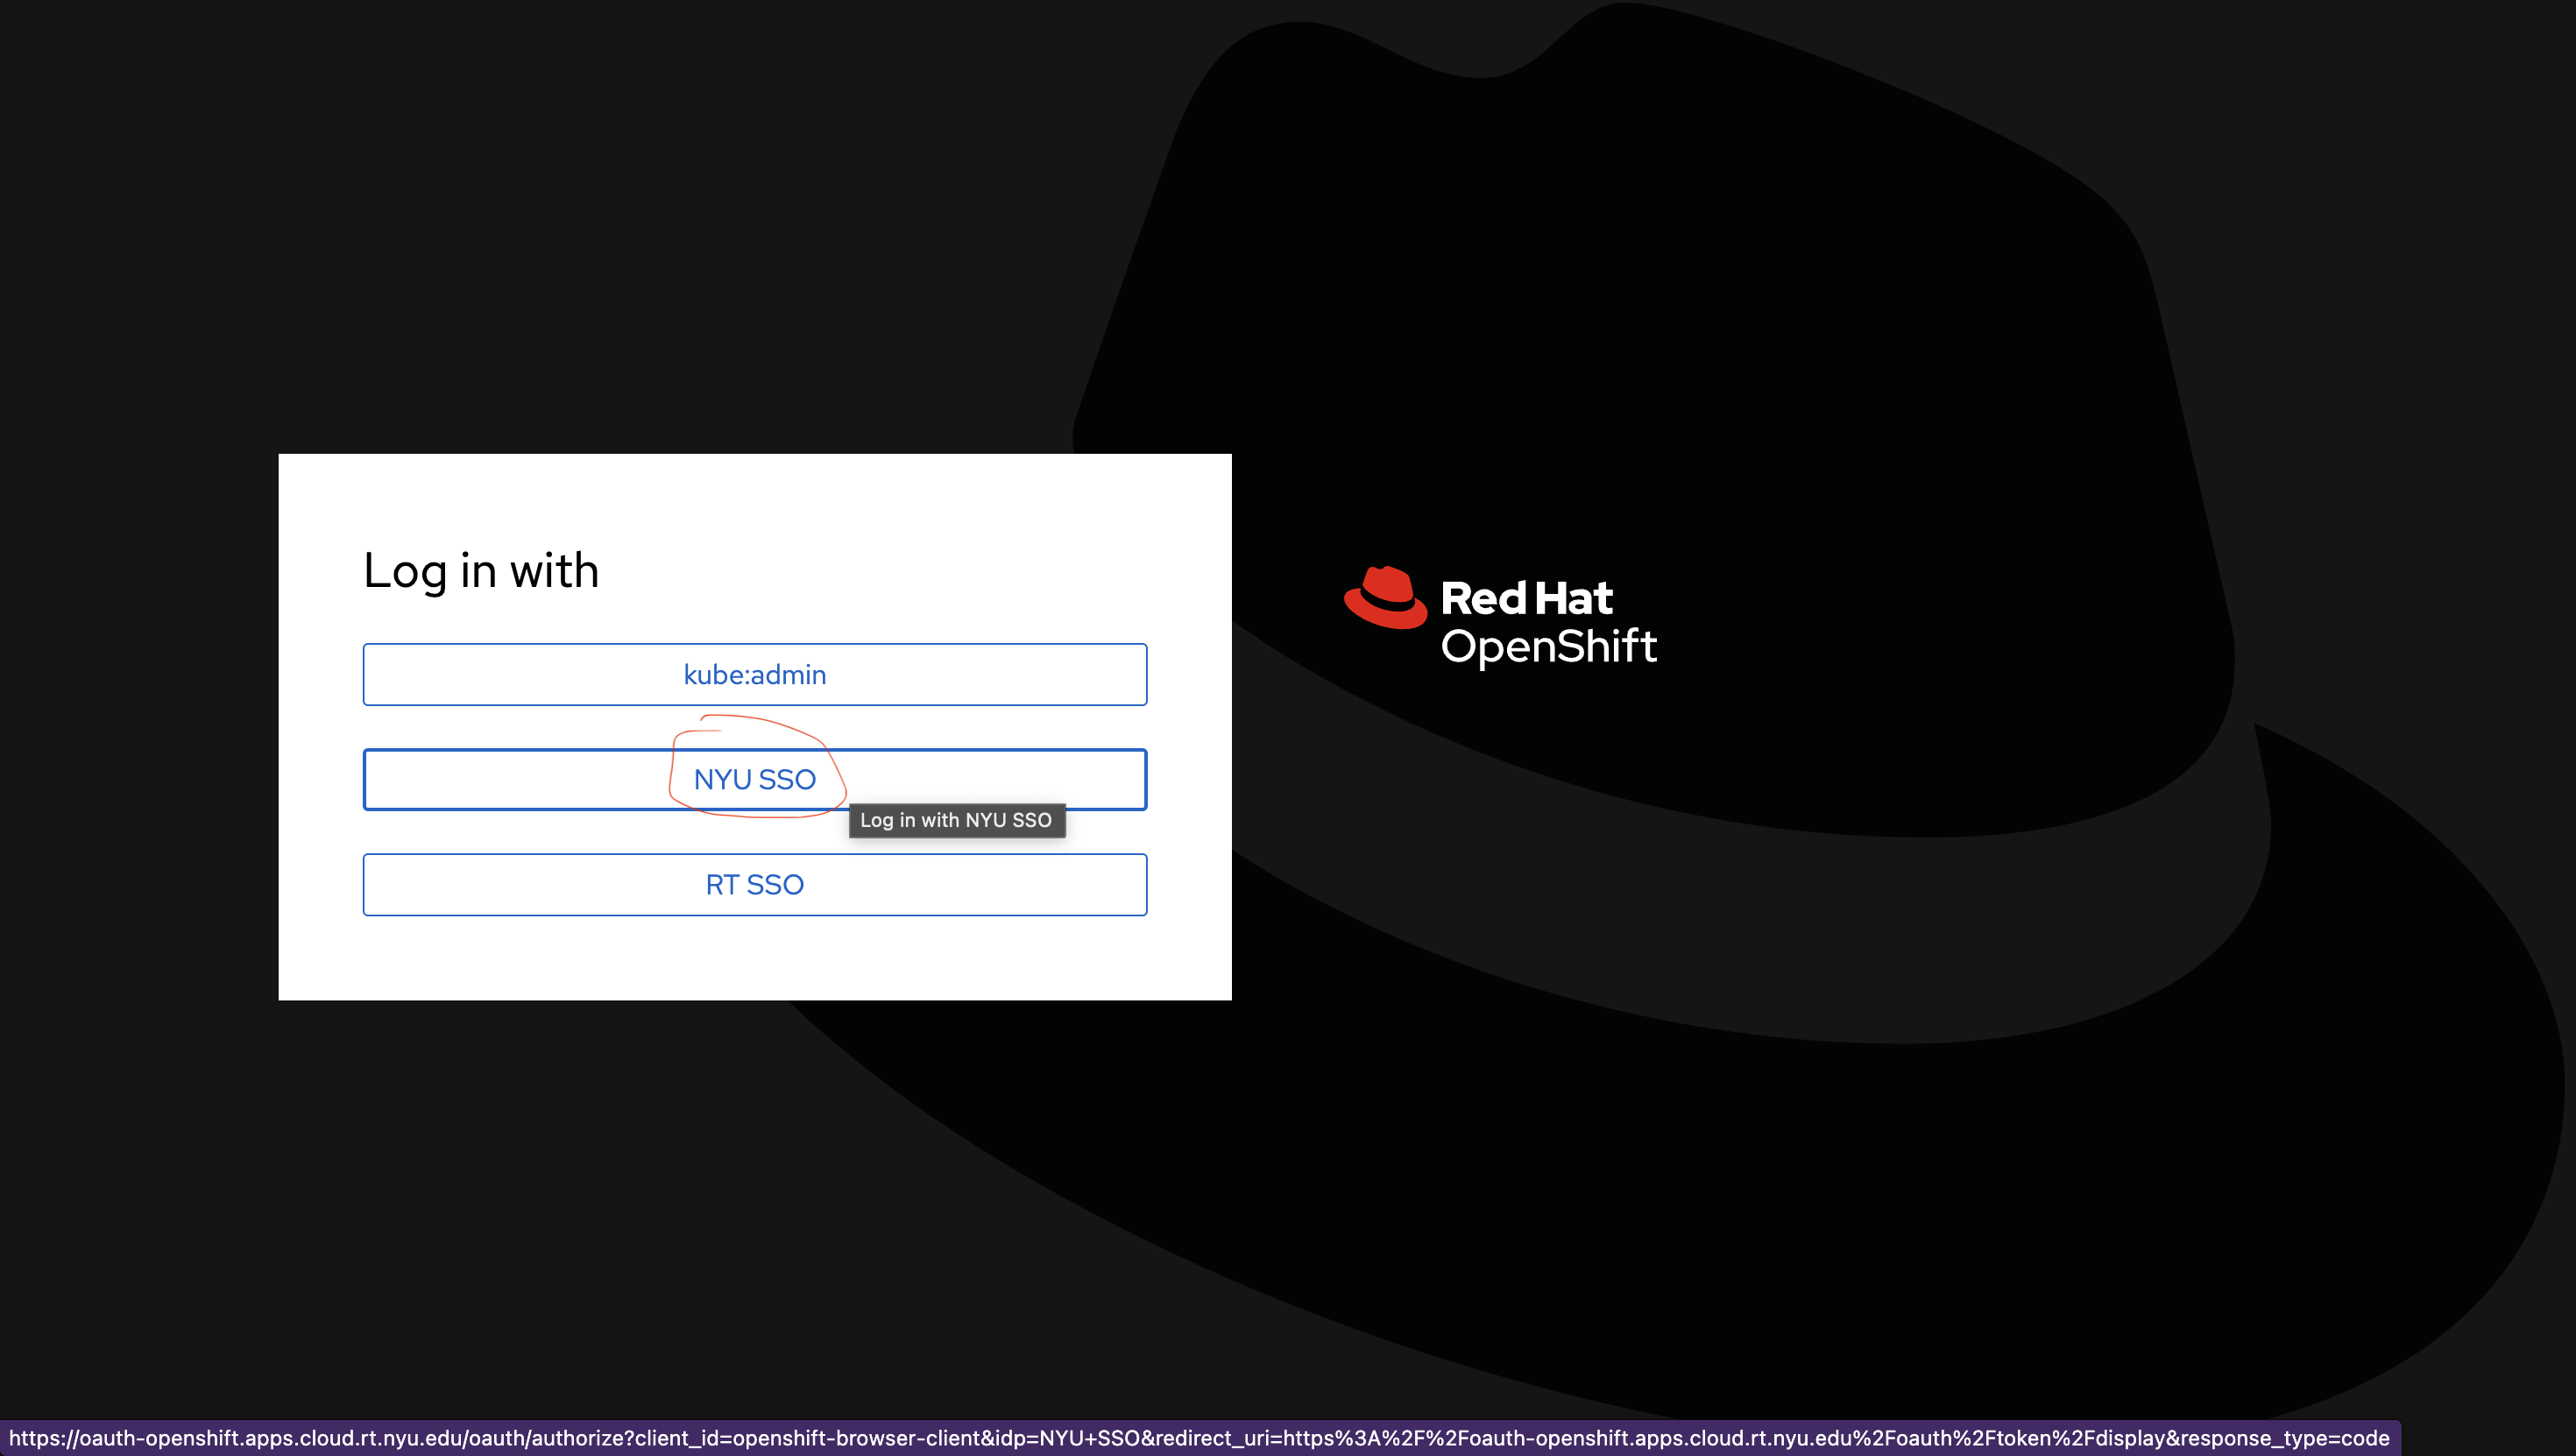 Log in with
kube:admin
NYU SSO
Log in with NYU SSO
RT SSO
Red Hat
OpenShift
https://oauth-openshift.apps.cloud.rt.nyu.edu/oauth/authorize?client_id=openshift-browser-client&idp=NYU+SSO&redirect_uri=https%3A%2F%2Foauth-openshift.apps.cloud.rt.nyu.edu%2Foauth%2Ftoken%2Fdisplay&response_type=code